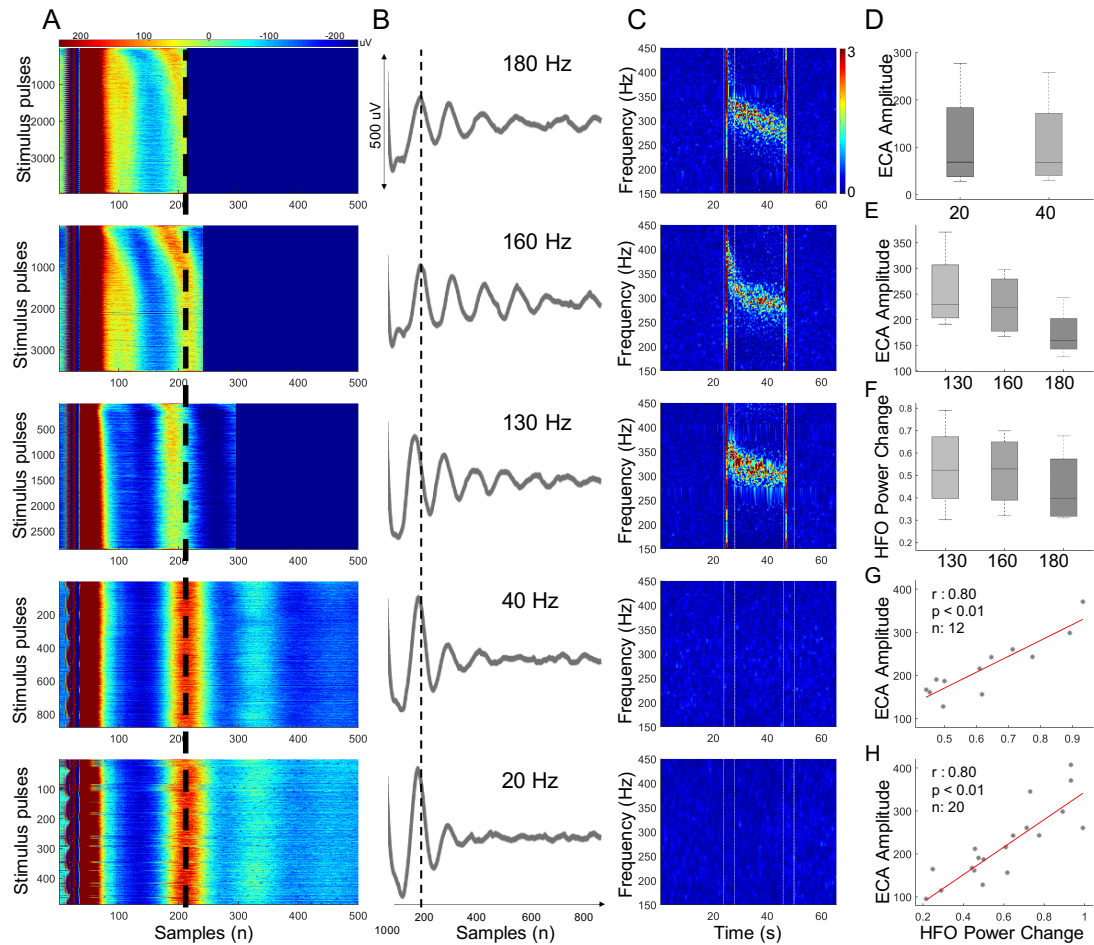 A
B
C
D
200 100 0 -100 -200 uV
Stimulus pulses
1000
2000
3000
100 200 300 400 500
500 uV
180 Hz
Frequency (Hz)
450
400
350
300
250
200
150
20 40 60
3
0
ECA Amplitude
300
200
100
0
20 40
Stimulus pulses
1000
2000
3000
100 200 300 400 500
160 Hz
Frequency (Hz)
450
400
350
300
250
200
150
20 40 60
E
ECA Amplitude
350
300
250
200
150
100
130 160 180
Stimulus pulses
500
1000
1500
2000
2500
100 200 300 400 500
130 Hz
Frequency (Hz)
450
400
350
300
250
200
150
20 40 60
F
HFO Power Change
0.8
0.7
0.6
0.5
0.4
0.3
0.2
130 160 180
Stimulus pulses
200
400
600
800
100 200 300 400 500
40 Hz
Frequency (Hz)
450
400
350
300
250
200
150
20 40 60
G
ECA Amplitude
400
300
200
100
r : 0.80
p < 0.01
n: 12
0.5 0.6 0.7 0.8 0.9
Stimulus pulses
100
200
300
400
100 200 300 400 500
Samples (n)
20 Hz
1000 200 400 600 800
Samples (n)
Frequency (Hz)
450
400
350
300
250
200
150
20 40 60
Time (s)
H
ECA Amplitude
400
300
200
100
r : 0.80
p < 0.01
n: 20
0.2 0.4 0.6 0.8 1
HFO Power Change